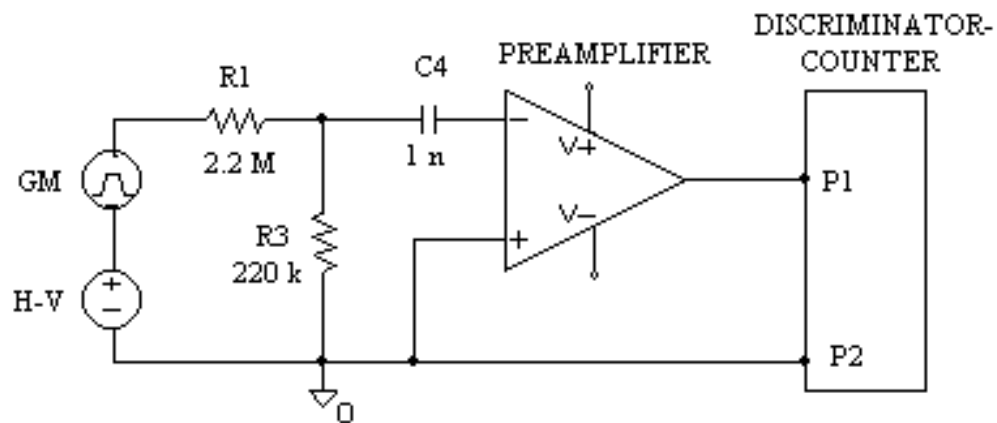 DISCRIMINATOR-
COUNTER
PREAMPLIFIER
C4
R1
1 n
2.2 M
GM
V+
P1
V-
R3
220 k
H-V
P2
0